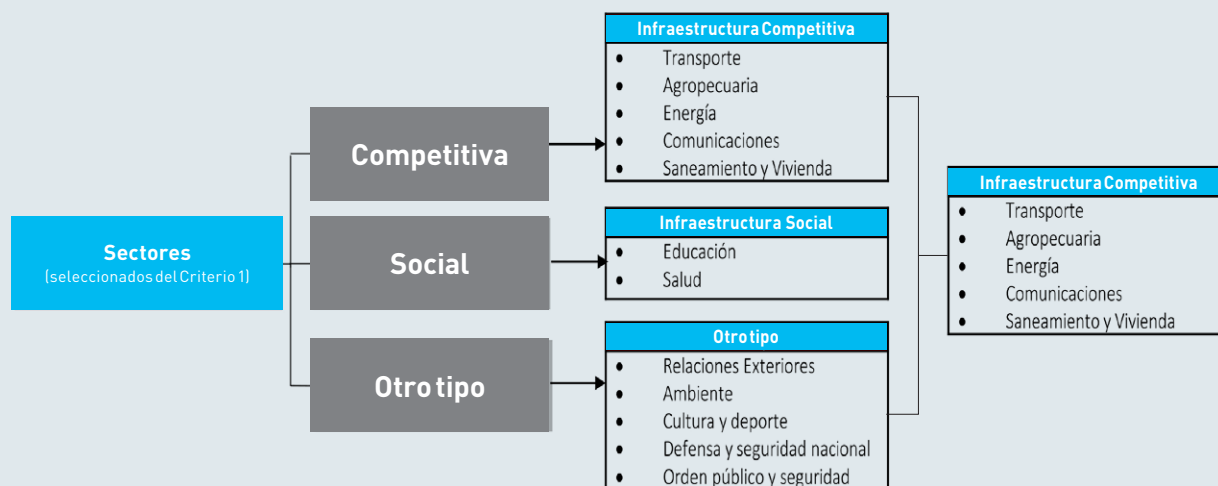 Sectores
(seleccionados del Criterio 1)
Competitiva
Social
Otro tipo
Infraestructura Competitiva
• Transporte
• Agropecuaria
• Energía
• Comunicaciones
• Saneamiento y Vivienda
Infraestructura Social
• Educación
• Salud
Otro tipo
• Relaciones Exteriores
• Ambiente
• Cultura y deporte
• Defensa y seguridad nacional
• Orden público y seguridad
Infraestructura Competitiva
• Transporte
• Agropecuaria
• Energía
• Comunicaciones
• Saneamiento y Vivienda